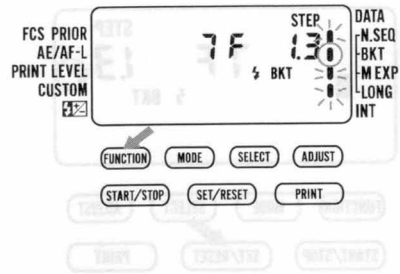 STEP
7F 1.3
BKT
FCS PRIOR
AE/AF-L
PRINT LEVEL
CUSTOM
DATA
N.SEQ
BKT
M EXP
LONG
INT
FUNCTION MODE SELECT ADJUST
START/STOP SET/RESET PRINT